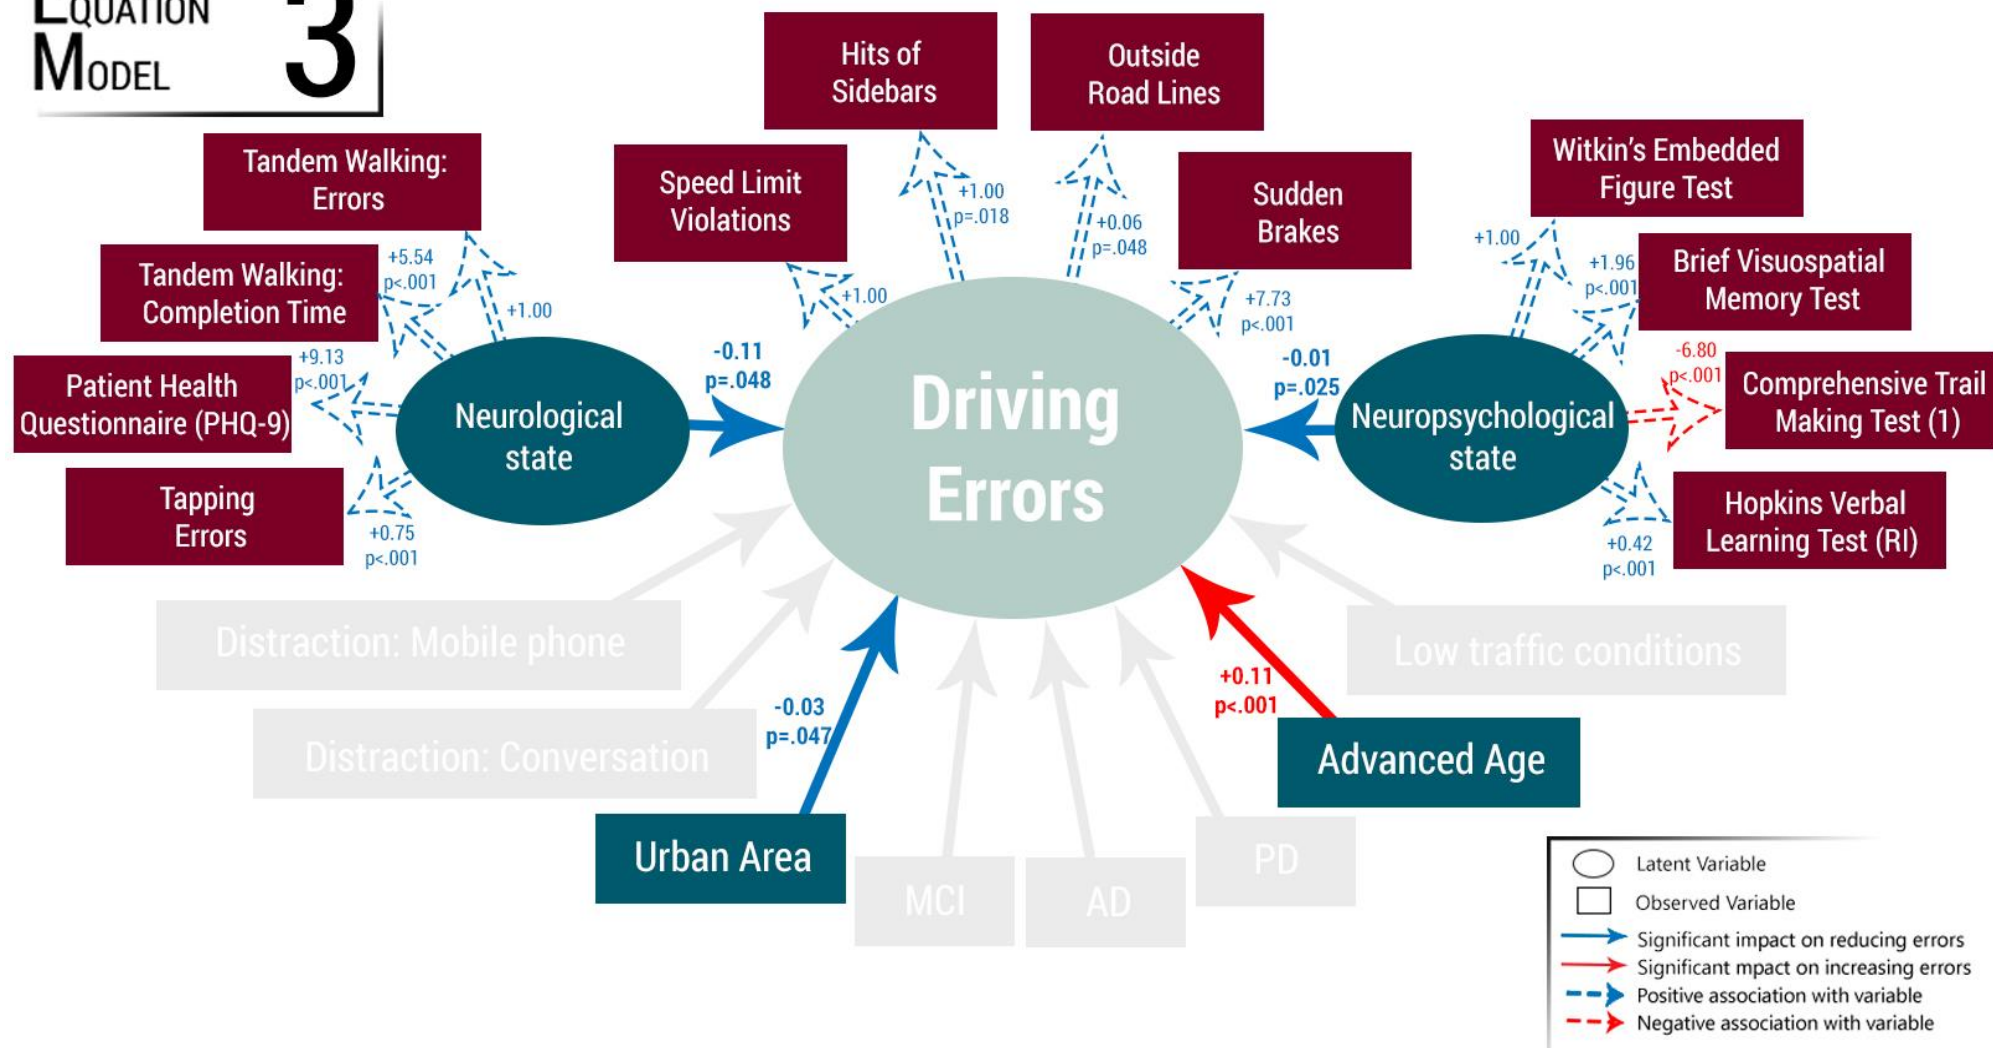 EQUATION
MODEL
3
Hits of
Sidebars
Outside
Road Lines
Tandem Walking:
Errors
Speed Limit
Violations
Sudden
Brakes
Witkin's Embedded
Figure Test
+1.00
p=.018
+0.06
p=.048
+1.00
Tandem Walking:
Completion Time
+5.54
p<.001
+1.00
+1.00
+7.73
p<.001
+1.96
p<.001
Brief Visuospatial
Memory Test
Patient Health
Questionnaire (PHQ-9)
+9.13
p<.001
-0.11
p=.048
-0.01
p=.025
-6.80
p<.001
Comprehensive Trail
Making Test (1)
Neurological
state
Driving
Errors
Neuropsychological
state
Tapping
Errors
+0.75
p<.001
+0.42
p<.001
Hopkins Verbal
Learning Test (RI)
Distraction: Mobile phone
Low traffic conditions
Distraction: Conversation
-0.03
p=.047
+0.11
p<.001
Advanced Age
Urban Area
MCI
AD
PD
Latent Variable
Observed Variable
Significant impact on reducing errors
Significant mpact on increasing errors
Positive association with variable
Negative association with variable